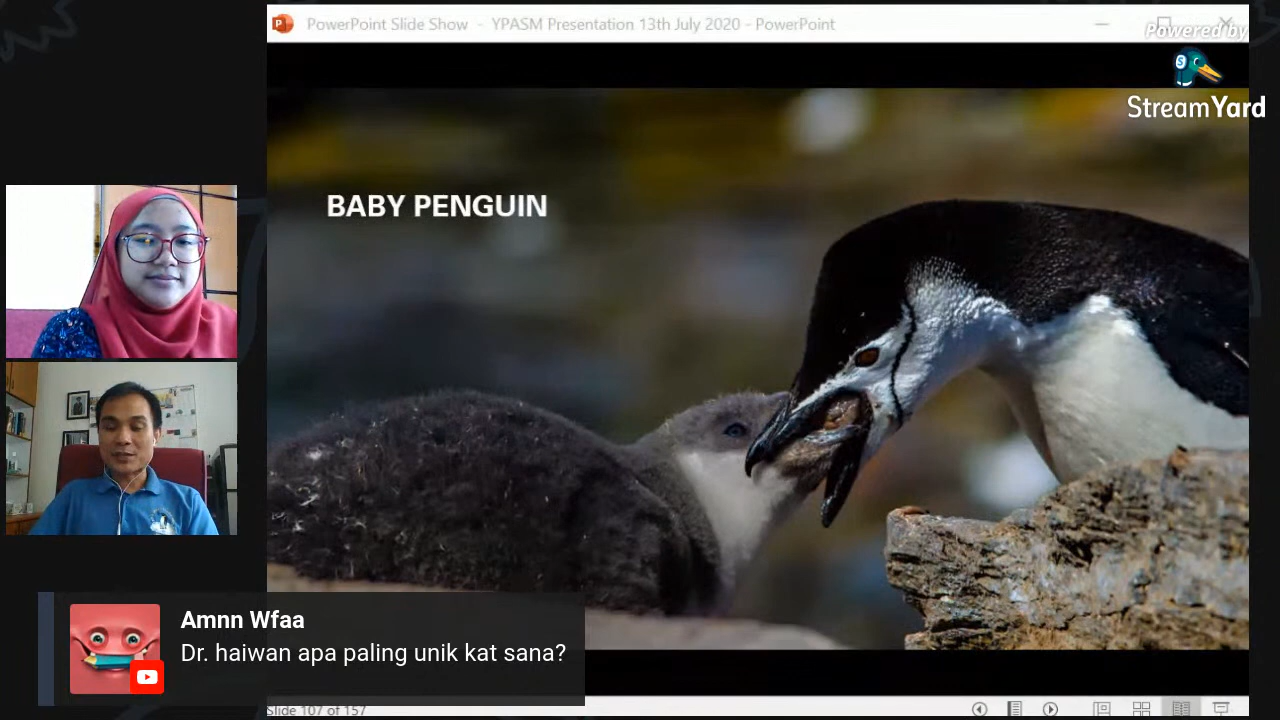 PowerPoint Slide Show - YPASM Presentation 13th July 2020 - PowerPoint
Powered by
StreamYard
BABY PENGUIN
Amnn Wfaa
Dr. haiwan apa paling unik kat sana?
Slide 107 of 157